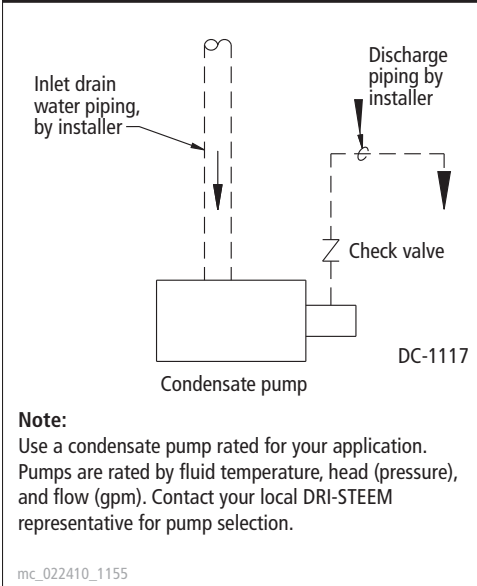 Inlet drain
water piping,
by installer
Discharge
piping by
installer
Check valve
DC-1117
Condensate pump
Note:
Use a condensate pump rated for your application.
Pumps are rated by fluid temperature, head (pressure),
and flow (gpm). Contact your local DRI-STEEM
representative for pump selection.
mc_022410_1155